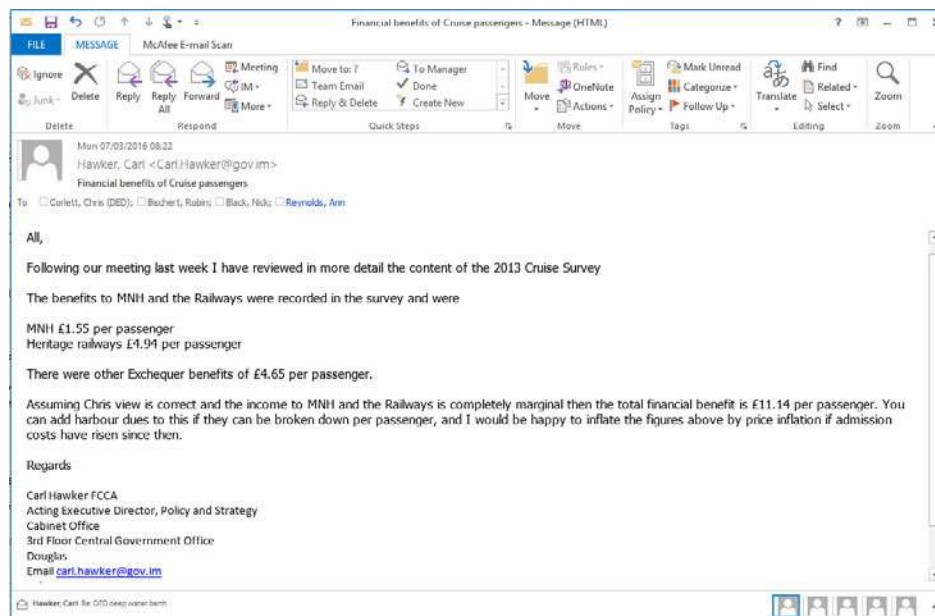 Financial benefits of Cruise passengers - Message (HTML)
FILE MESSAGE McAfee E-mail Scan
Ignore
Junk
Delete
Reply
Reply All
Forward
Meeting
IM
More
Move to: ?
Team Email
Reply & Delete
To Manager
Done
Create New
Move
Rules
OneNote
Actions
Assign Policy
Mark Unread
Categorize
Follow Up
Translate
Find
Related
Select
Zoom
Delete Respond Quick Steps Move Tags Editing Zoom
Mon 07/03/2016 08:22
Hawker, Carl <Carl.Hawker@gov.im>
Financial benefits of Cruise passengers
To Corlett, Chris (DED); Bischert, Robin; Black, Nick; Reynolds, Ann
All,
Following our meeting last week I have reviewed in more detail the content of the 2013 Cruise Survey
The benefits to MNH and the Railways were recorded in the survey and were
MNH £1.55 per passenger
Heritage railways £4.94 per passenger
There were other Exchequer benefits of £4.65 per passenger.
Assuming Chris view is correct and the income to MNH and the Railways is completely marginal then the total financial benefit is £11.14 per passenger. You
can add harbour dues to this if they can be broken down per passenger, and I would be happy to inflate the figures above by price inflation if admission
costs have risen since then.
Regards
Carl Hawker FCCA
Acting Executive Director, Policy and Strategy
Cabinet Office
3rd Floor Central Government Office
Douglas
Email carl.hawker@gov.im
Hawker, Carl Re: DED deep water berth